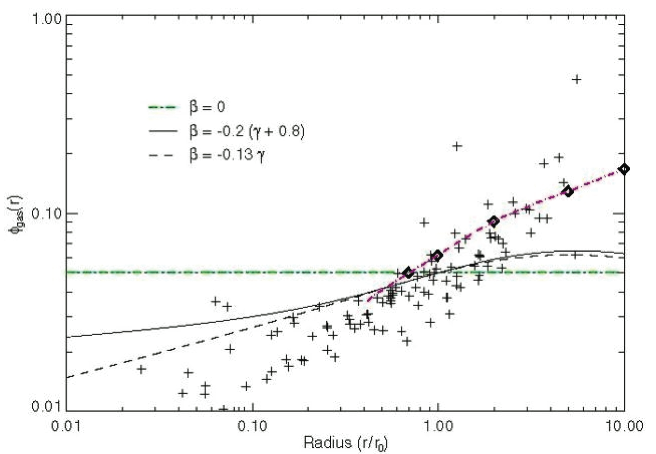 1.00
0.10
0.01
ϕgas(r)
β = 0
β = -0.2 (γ + 0.8)
β = -0.13 γ
0.01 0.10 1.00 10.00
Radius (r/r0)